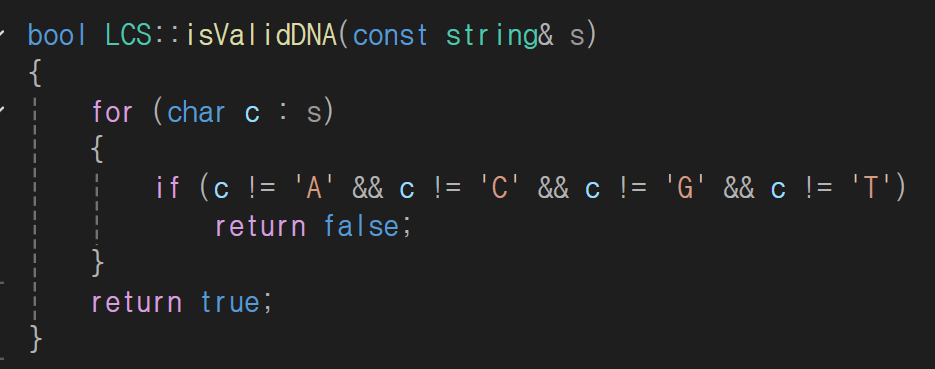 bool LCS::isValidDNA(const string& s)
{
for (char c : s)
{
if (c != 'A' && c != 'C' && c != 'G' && c != 'T')
return false;
}
return true;
}